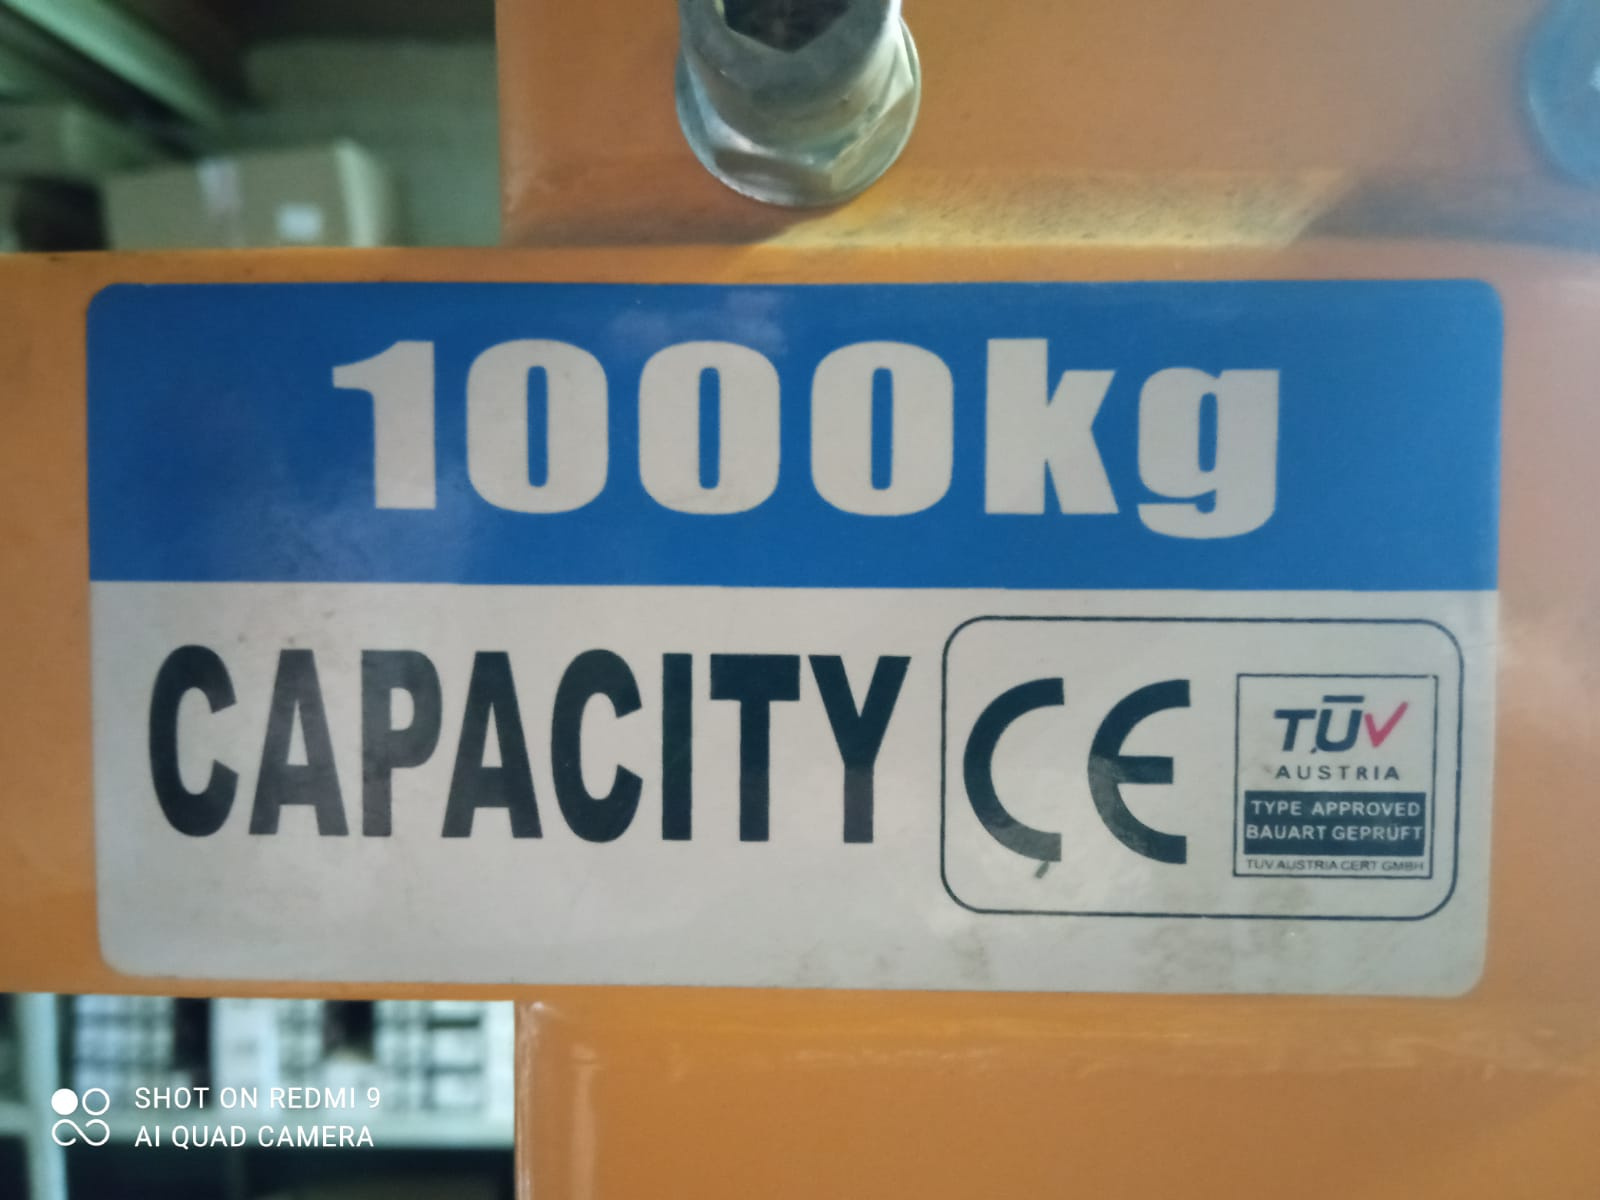 1000kg
CAPACITY
CE
TÜV
AUSTRIA
TYPE APPROVED
BAUART GEPRÜFT
TUV AUSTRIA CERT GMBH
SHOT ON REDMI 9
AI QUAD CAMERA